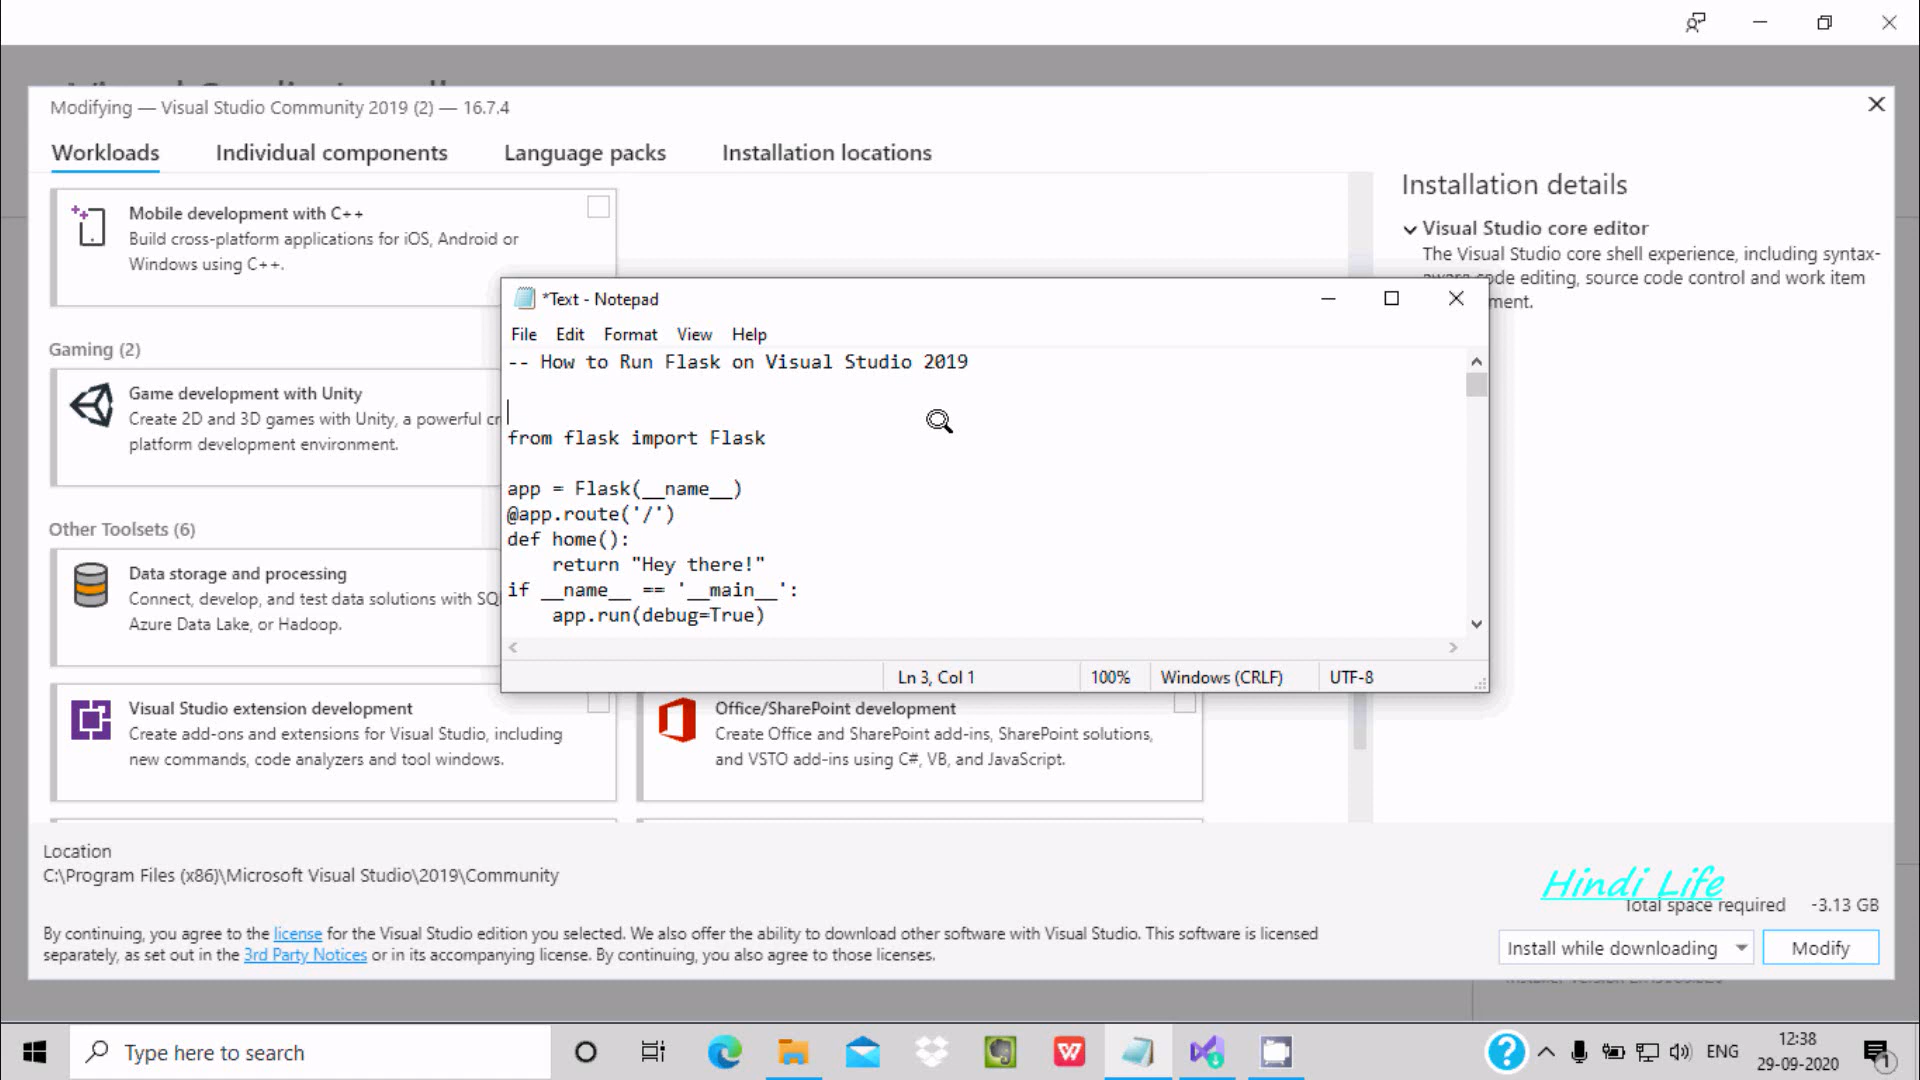 Modifying — Visual Studio Community 2019 (2) — 16.7.4
Workloads
Individual components
Language packs
Installation locations
Mobile development with C++
Build cross-platform applications for iOS, Android or
Windows using C++.
Gaming (2)
Game development with Unity
Create 2D and 3D games with Unity, a powerful
platform development environment.
Other Toolsets (6)
Data storage and processing
Connect, develop, and test data solutions with
Azure Data Lake, or Hadoop.
Visual Studio extension development
Create add-ons and extensions for Visual Studio, including
new commands, code analyzers and tool windows.
Office/SharePoint development
Create Office and SharePoint add-ins, SharePoint solutions,
and VSTO add-ins using C#, VB, and JavaScript.
Installation details
Visual Studio core editor
The Visual Studio core shell experience, including syntax-
code editing, source code control and work item
*Text - Notepad
File Edit Format View Help
-- How to Run Flask on Visual Studio 2019
from flask import Flask
app = Flask(__name__)
@app.route('/')
def home():
    return "Hey there!"
if __name__ == '__main__':
    app.run(debug=True)
Ln 3, Col 1
100%
Windows (CRLF)
UTF-8
Location
C:\Program Files (x86)\Microsoft Visual Studio\2019\Community
By continuing, you agree to the license for the Visual Studio edition you selected. We also offer the ability to download other software with Visual Studio. This software is licensed
separately, as set out in the 3rd Party Notices or in its accompanying license. By continuing, you also agree to those licenses.
Hindi Life
Total space required -3.13 GB
Install while downloading
Modify
Type here to search
ENG
12:38
29-09-2020
1